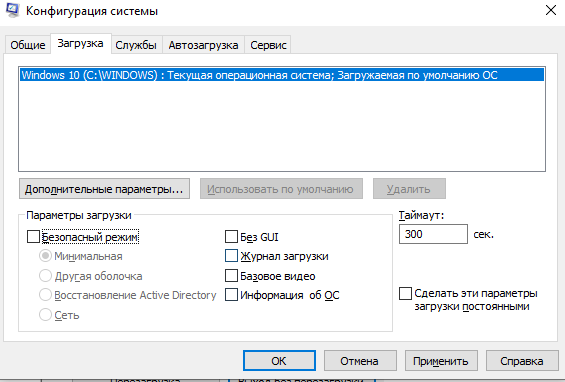 Конфигурация системы
Общие Загрузка Службы Автозагрузка Сервис
Windows 10 (C:\WINDOWS) : Текущая операционная система; Загружаемая по умолчанию ОС
Дополнительные параметры... Использовать по умолчанию Удалить
Параметры загрузки
Таймаут:
Безопасный режим
Без GUI
300 сек.
Минимальная
Журнал загрузки
Другая оболочка
Базовое видео
Восстановление Active Directory
Информация об ОС
Сеть
Сделать эти параметры
загрузки постоянными
ОК Отмена Применить Справка